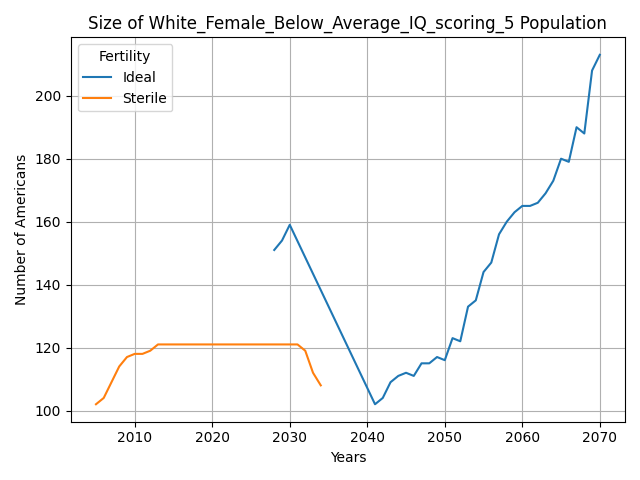 Size of White_Female_Below_Average_IQ_scoring_5 Population
Fertility
Ideal
Sterile
Number of Americans
200
180
160
140
120
100
2010 2020 2030 2040 2050 2060 2070
Years